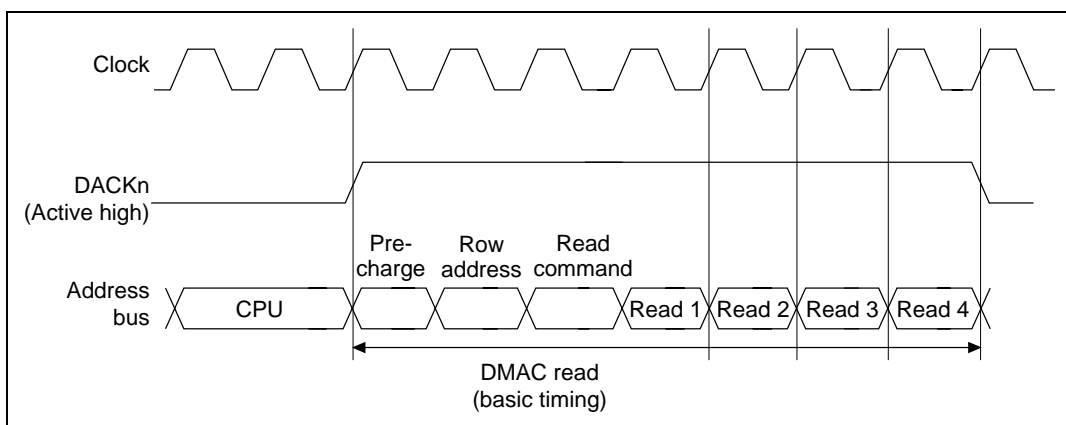 Clock
DACKn
(Active high)
Pre-
charge
Row
address
Read
command
Address
bus
CPU
Read 1
Read 2
Read 3
Read 4
DMAC read
(basic timing)